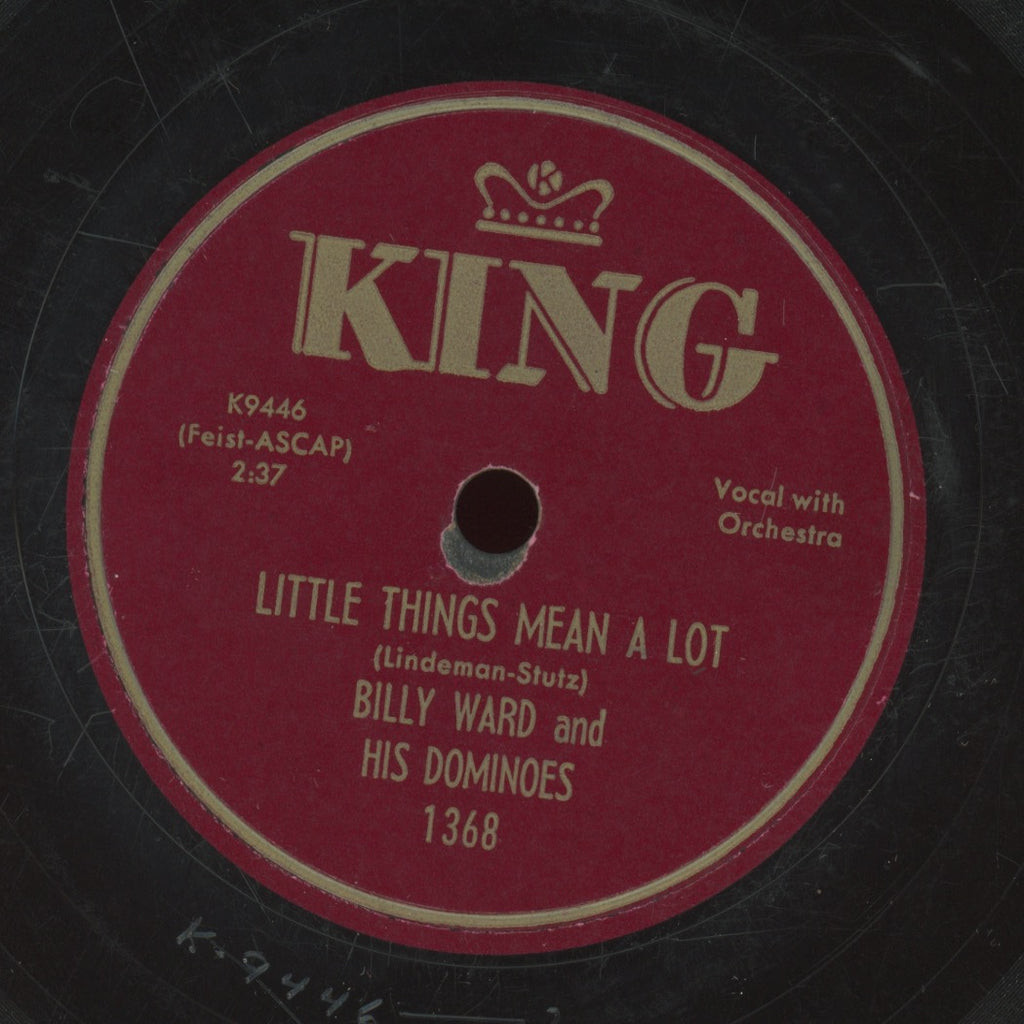 K
KING
K9446
(Feist-ASCAP)
2:37
Vocal with
Orchestra
LITTLE THINGS MEAN A LOT
(Lindeman-Stutz)
BILLY WARD and
HIS DOMINOES
1368
K-9446